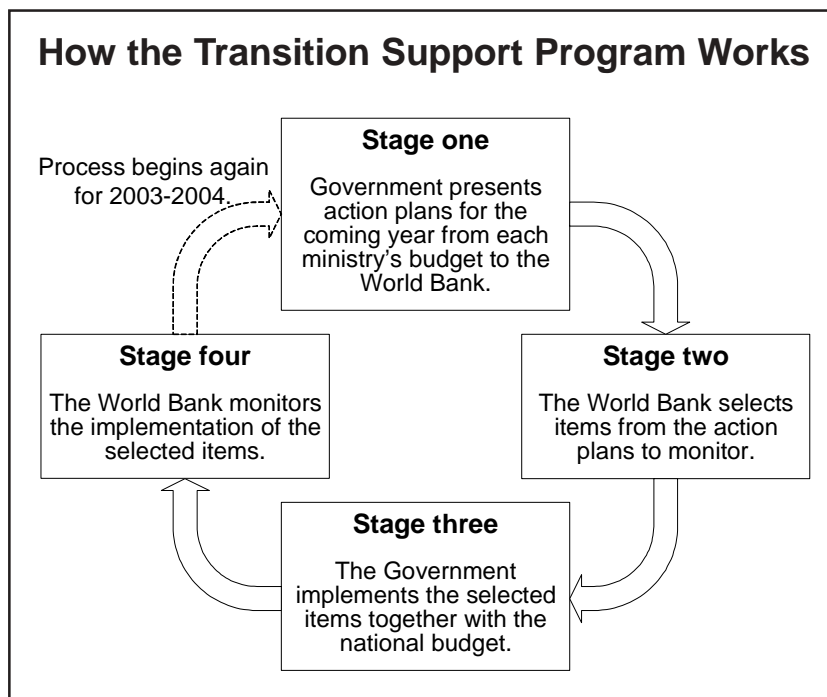 How the Transition Support Program Works
Process begins again
for 2003-2004.
Stage one
Government presents
action plans for the
coming year from each
ministry's budget to the
World Bank.
Stage two
The World Bank selects
items from the action
plans to monitor.
Stage three
The Government
implements the selected
items together with the
national budget.
Stage four
The World Bank monitors
the implementation of the
selected items.